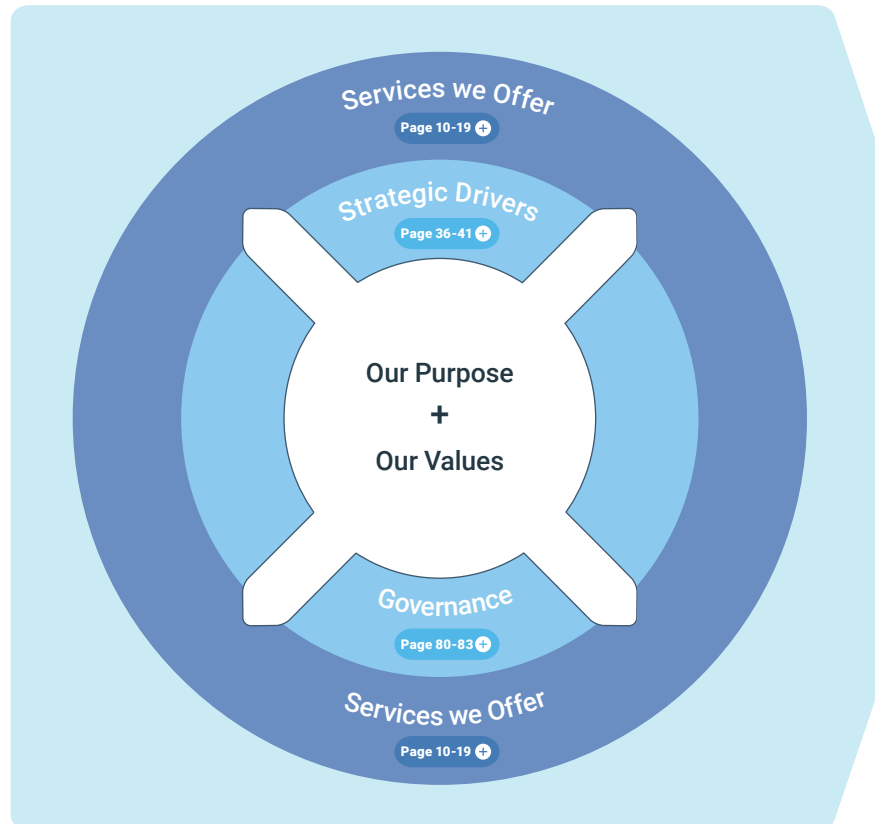 Services we Offer
Page 10-19 +
Strategic Drivers
Page 36-41 +
Our Purpose
+
Our Values
Governance
Page 80-83 +
Services we Offer
Page 10-19 +